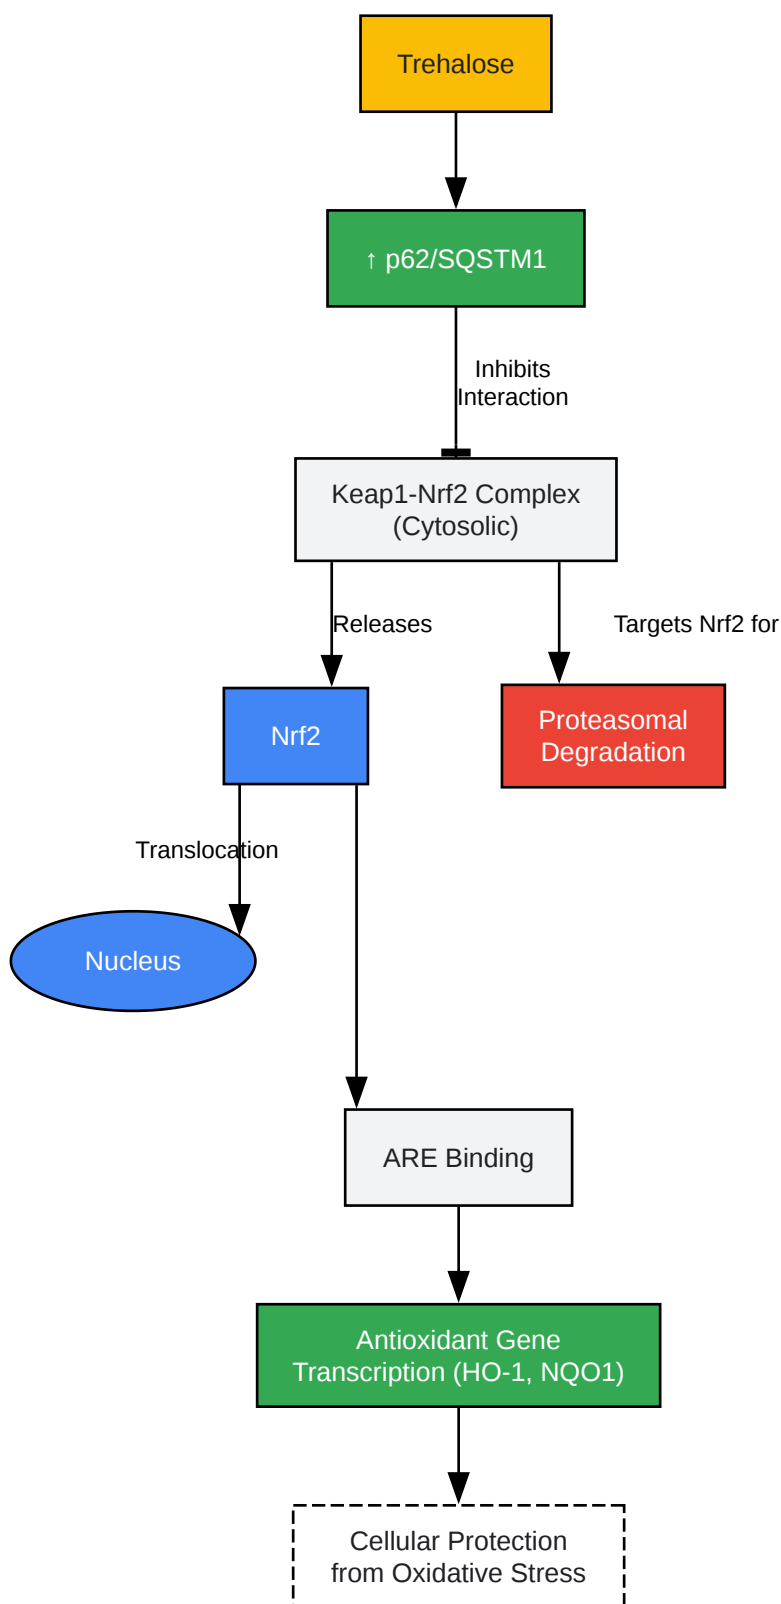 Trehalose
↑ p62/SQSTM1
Inhibits
Interaction
Keap1-Nrf2 Complex
(Cytosolic)
Releases
Targets Nrf2 for
Nrf2
Proteasomal
Degradation
Translocation
Nucleus
ARE Binding
Antioxidant Gene
Transcription (HO-1, NQO1)
Cellular Protection
from Oxidative Stress